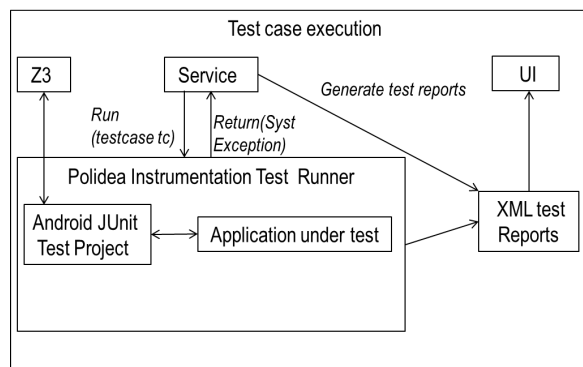 Test case execution
Z3
Service
UI
Generate test reports
Run
(testcase tc)
Return(Syst
Exception)
Polidea Instrumentation Test Runner
Android JUnit
Test Project
Application under test
XML test
Reports